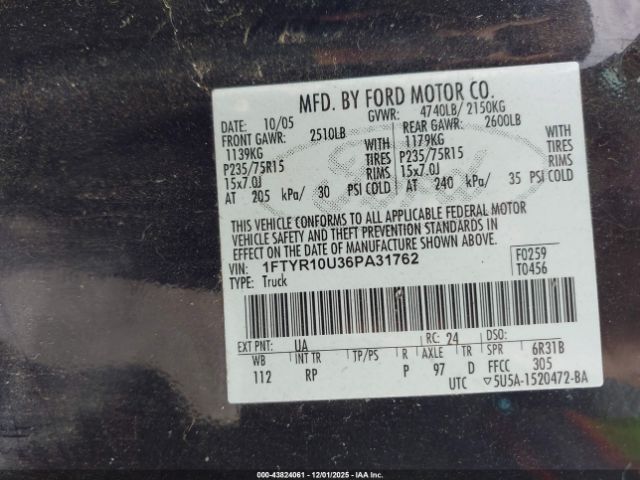 MFD. BY FORD MOTOR CO.
DATE: 10/05 GVWR: 4740LB/ 2150KG
FRONT GAWR: 2510LB REAR GAWR: 2600LB
1139KG WITH 1179KG WITH
P235/75R15 TIRES P235/75R15 TIRES
15x7.0J RIMS 15x7.0J RIMS
AT 205 kPa/ 30 PSI COLD AT 240 kPa/ 35 PSI COLD
THIS VEHICLE CONFORMS TO ALL APPLICABLE FEDERAL MOTOR
VEHICLE SAFETY AND THEFT PREVENTION STANDARDS IN
EFFECT ON THE DATE OF MANUFACTURE SHOWN ABOVE.
VIN: 1FTYR10U36PA31762 F0259
TYPE: Truck T0456
EXT PNT: UA RC: 24 DSO:
WB INT TR TP/PS R AXLE TR SPR 6R31B
112 RP P 97 D FFCC 305
UTC ▽5U5A-1520472-BA
Ford
000-43824061 - 12/01/2025 - IAA Inc.